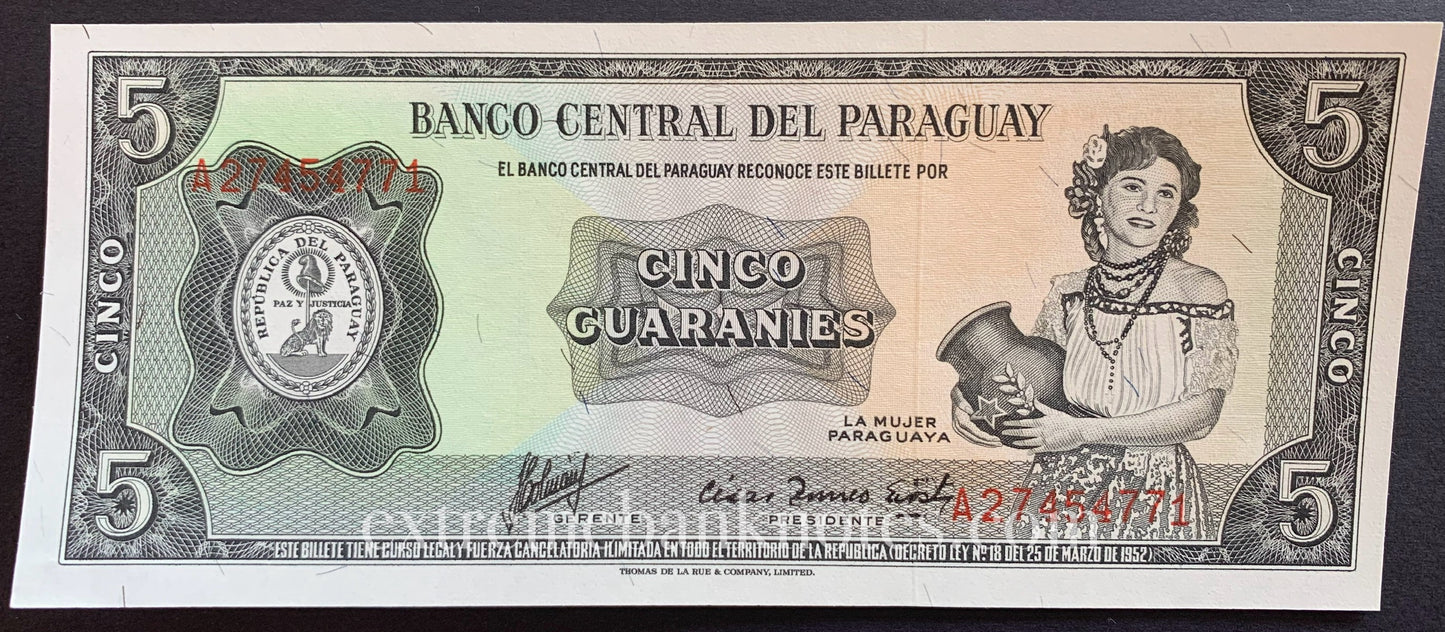 5
5
BANCO CENTRAL DEL PARAGUAY
A27454771
EL BANCO CENTRAL DEL PARAGUAY RECONOCE ESTE BILLETE POR
CINCO
REPÚBLICA DEL PARAGUAY
PAZ Y JUSTICIA
CINCO
GUARANIES
CINCO
LA MUJER
PARAGUAYA
5
5
A27454771
GERENTE
PRESIDENTE
extremebanknotes.com
ESTE BILLETE TIENE CURSO LEGAL Y FUERZA CANCELATORIA ILIMITADA EN TODO EL TERRITORIO DE LA REPUBLICA (DECRETO LEY Nº 18 DEL 25 DE MARZO DE 1952)
THOMAS DE LA RUE & COMPANY, LIMITED.